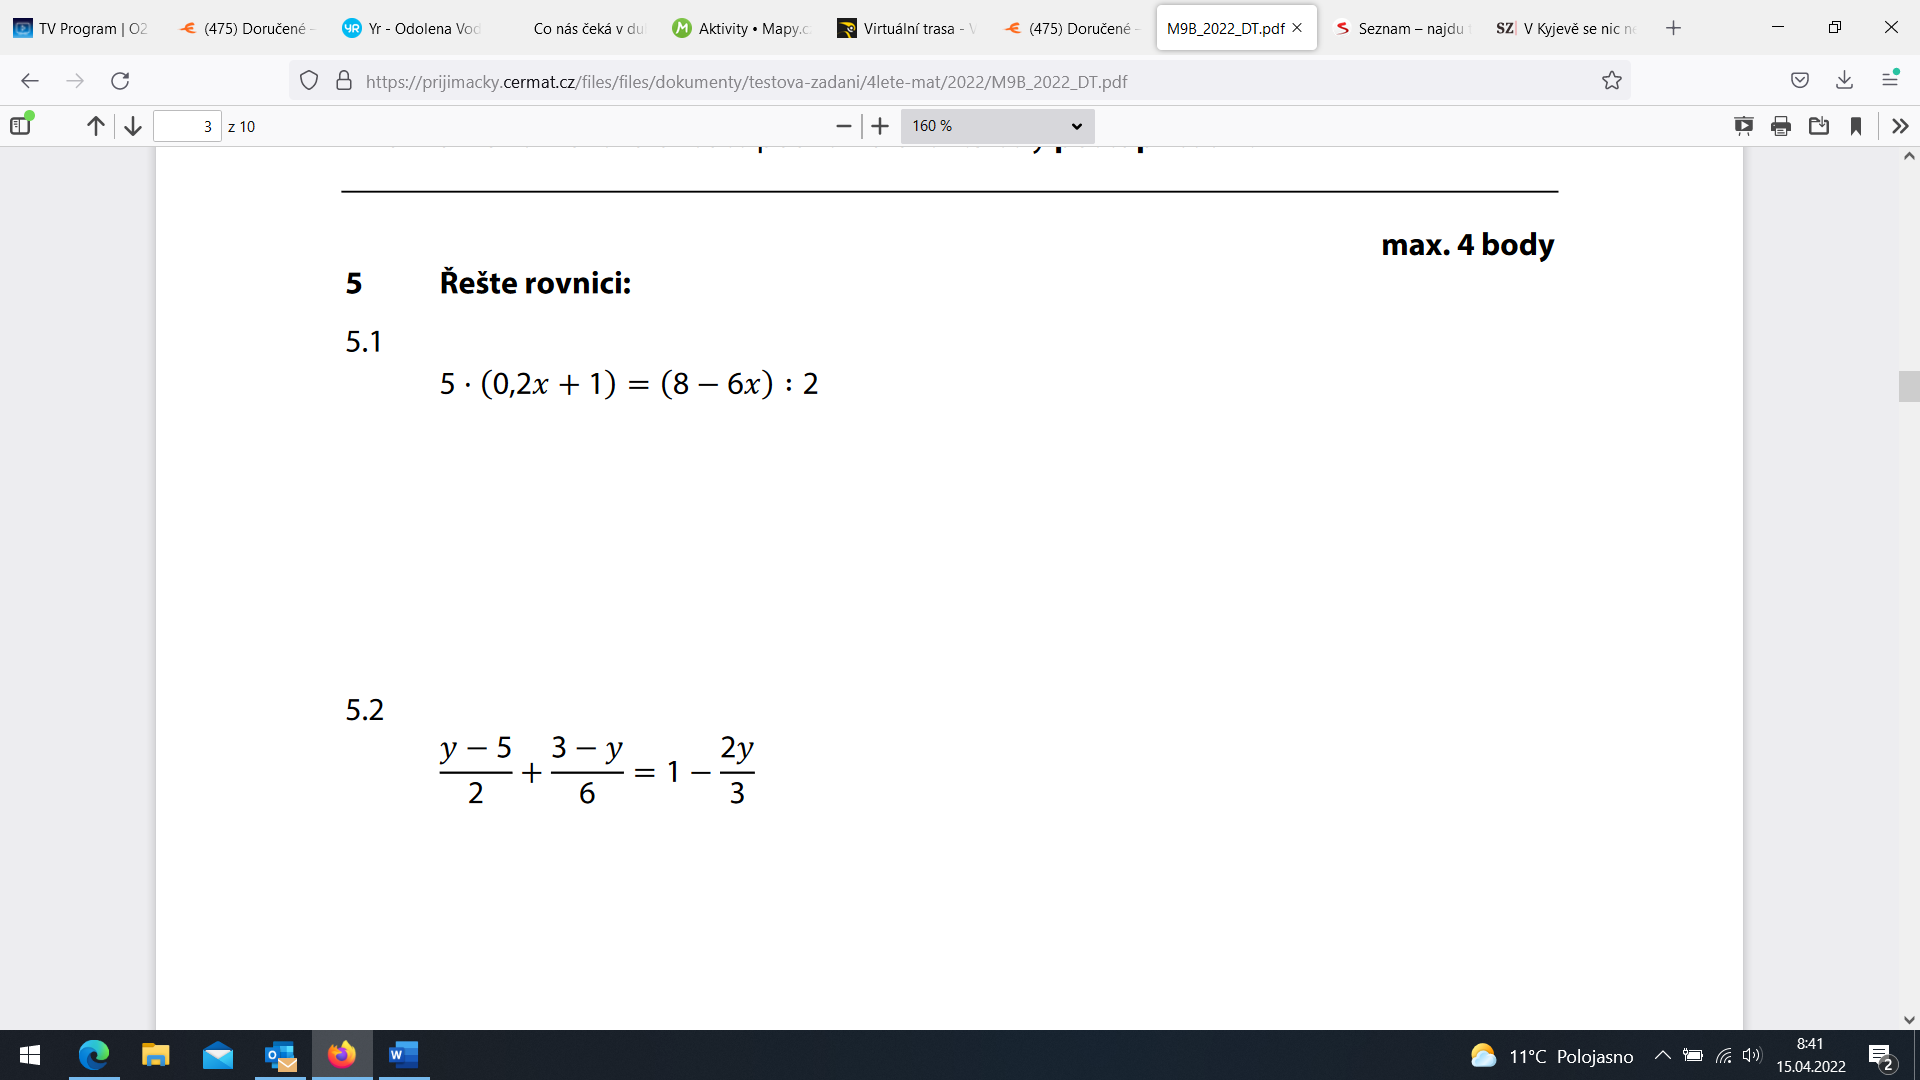 TV Program | O2
(475) Doručené –
Yr - Odolena Vod
Co nás čeká v du
Aktivity • Mapy.c
Virtuální trasa - V
(475) Doručené –
M9B_2022_DT.pdf
Seznam – najdu t
SZ V Kyjevě se nic ne
https://prijimacky.cermat.cz/files/files/dokumenty/testova-zadani/4lete-mat/2022/M9B_2022_DT.pdf
3 z 10
160 %
max. 4 body
5 Řešte rovnici:
5.1
5 · (0,2x + 1) = (8 − 6x) : 2
5.2
(y − 5)/2 + (3 − y)/6 = 1 − 2y/3
11°C Polojasno
8:41
15.04.2022
2